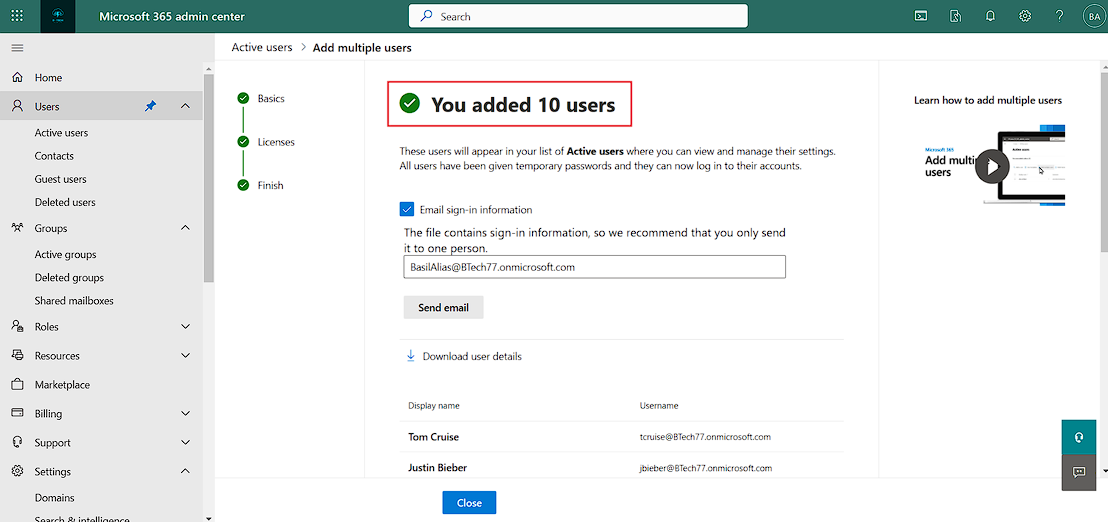 Microsoft 365 admin center
Search
BA
Home
Users
Active users
Contacts
Guest users
Deleted users
Groups
Active groups
Deleted groups
Shared mailboxes
Roles
Resources
Marketplace
Billing
Support
Settings
Domains
Search & intelligence
Active users > Add multiple users
Basics
Licenses
Finish
You added 10 users
These users will appear in your list of Active users where you can view and manage their settings.
All users have been given temporary passwords and they can now log in to their accounts.
Email sign-in information
The file contains sign-in information, so we recommend that you only send
it to one person.
BasilAlias@BTech77.onmicrosoft.com
Send email
Download user details
Display name Username
Tom Cruise tcruise@BTech77.onmicrosoft.com
Justin Bieber jbieber@BTech77.onmicrosoft.com
Close
Learn how to add multiple users
Microsoft 365
Add multi
users